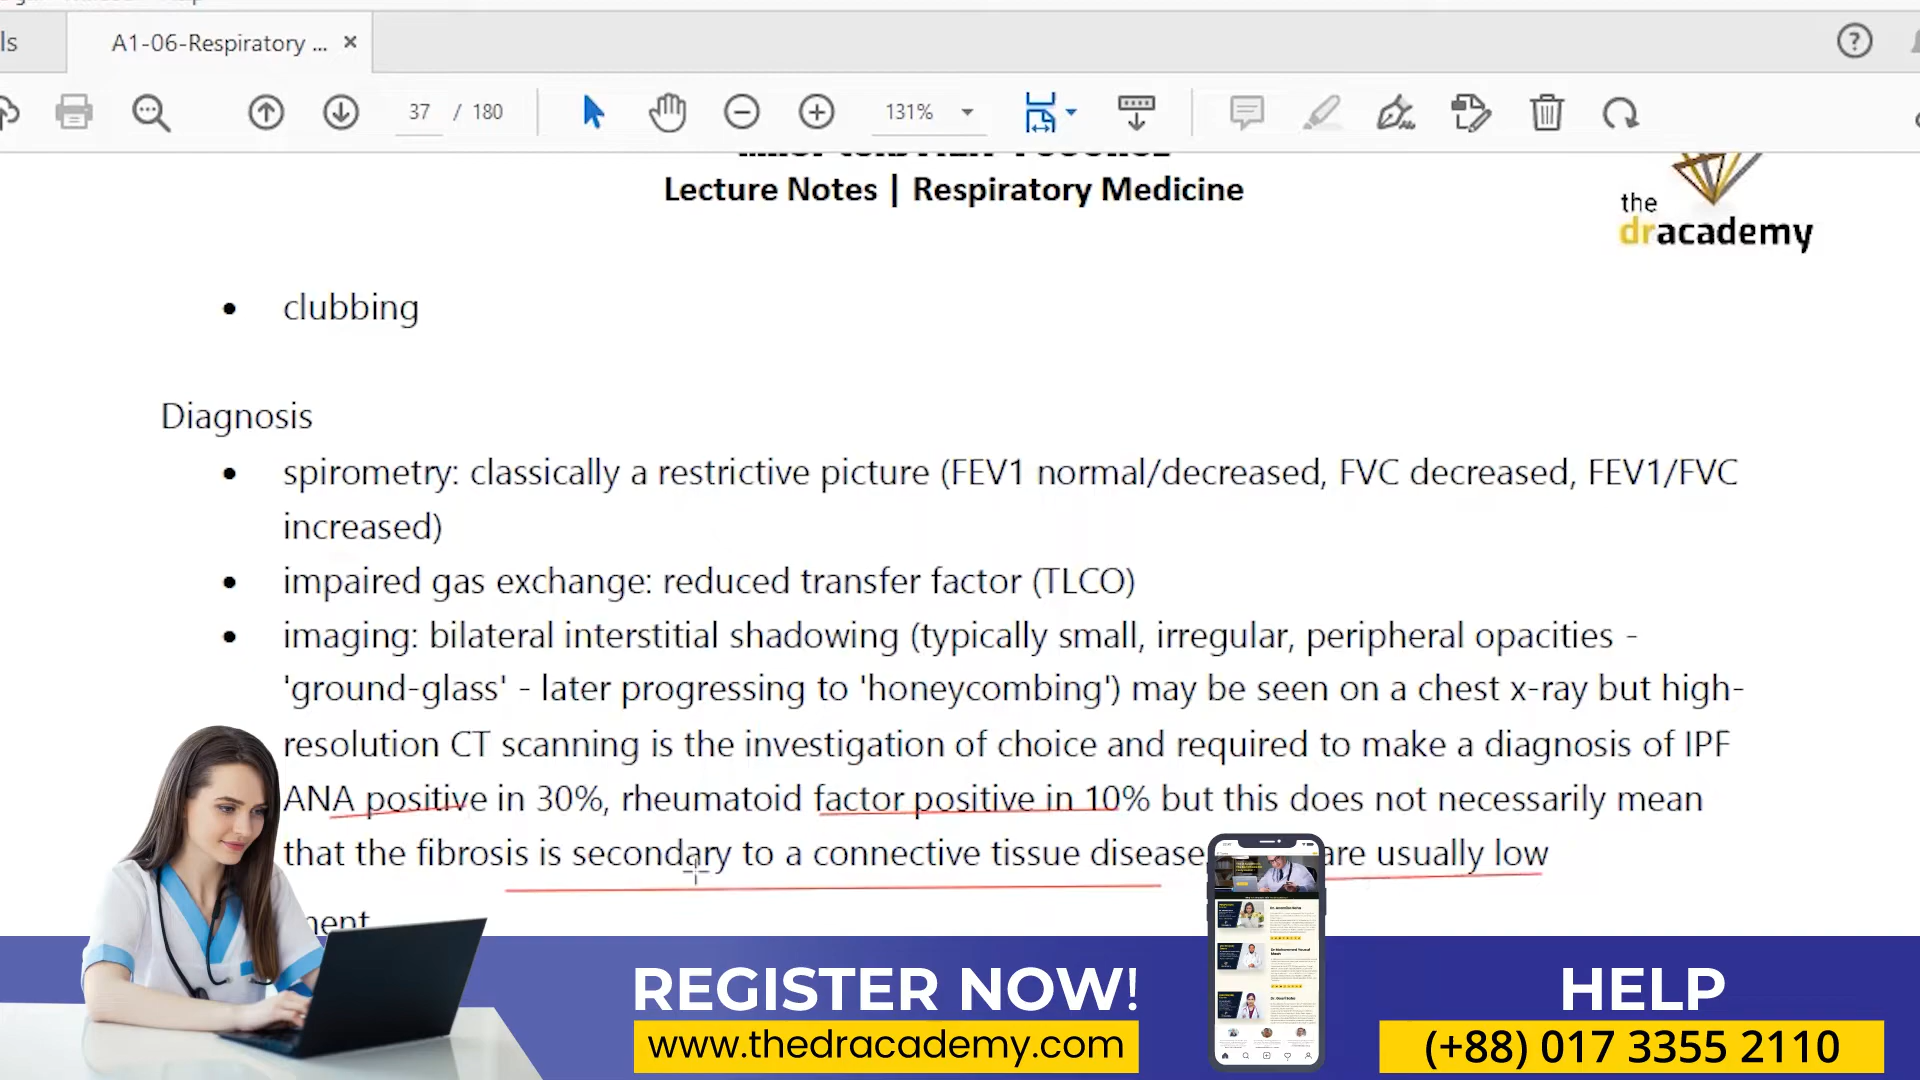 ls
A1-06-Respiratory ...
37 / 180
131%
Lecture Notes | Respiratory Medicine
the
dracademy
• clubbing
Diagnosis
• spirometry: classically a restrictive picture (FEV1 normal/decreased, FVC decreased, FEV1/FVC
increased)
• impaired gas exchange: reduced transfer factor (TLCO)
• imaging: bilateral interstitial shadowing (typically small, irregular, peripheral opacities -
'ground-glass' - later progressing to 'honeycombing') may be seen on a chest x-ray but high-
resolution CT scanning is the investigation of choice and required to make a diagnosis of IPF
ANA positive in 30%, rheumatoid factor positive in 10% but this does not necessarily mean
that the fibrosis is secondary to a connective tissue disease. are usually low
ment
REGISTER NOW!
www.thedracademy.com
HELP
(+88) 017 3355 2110